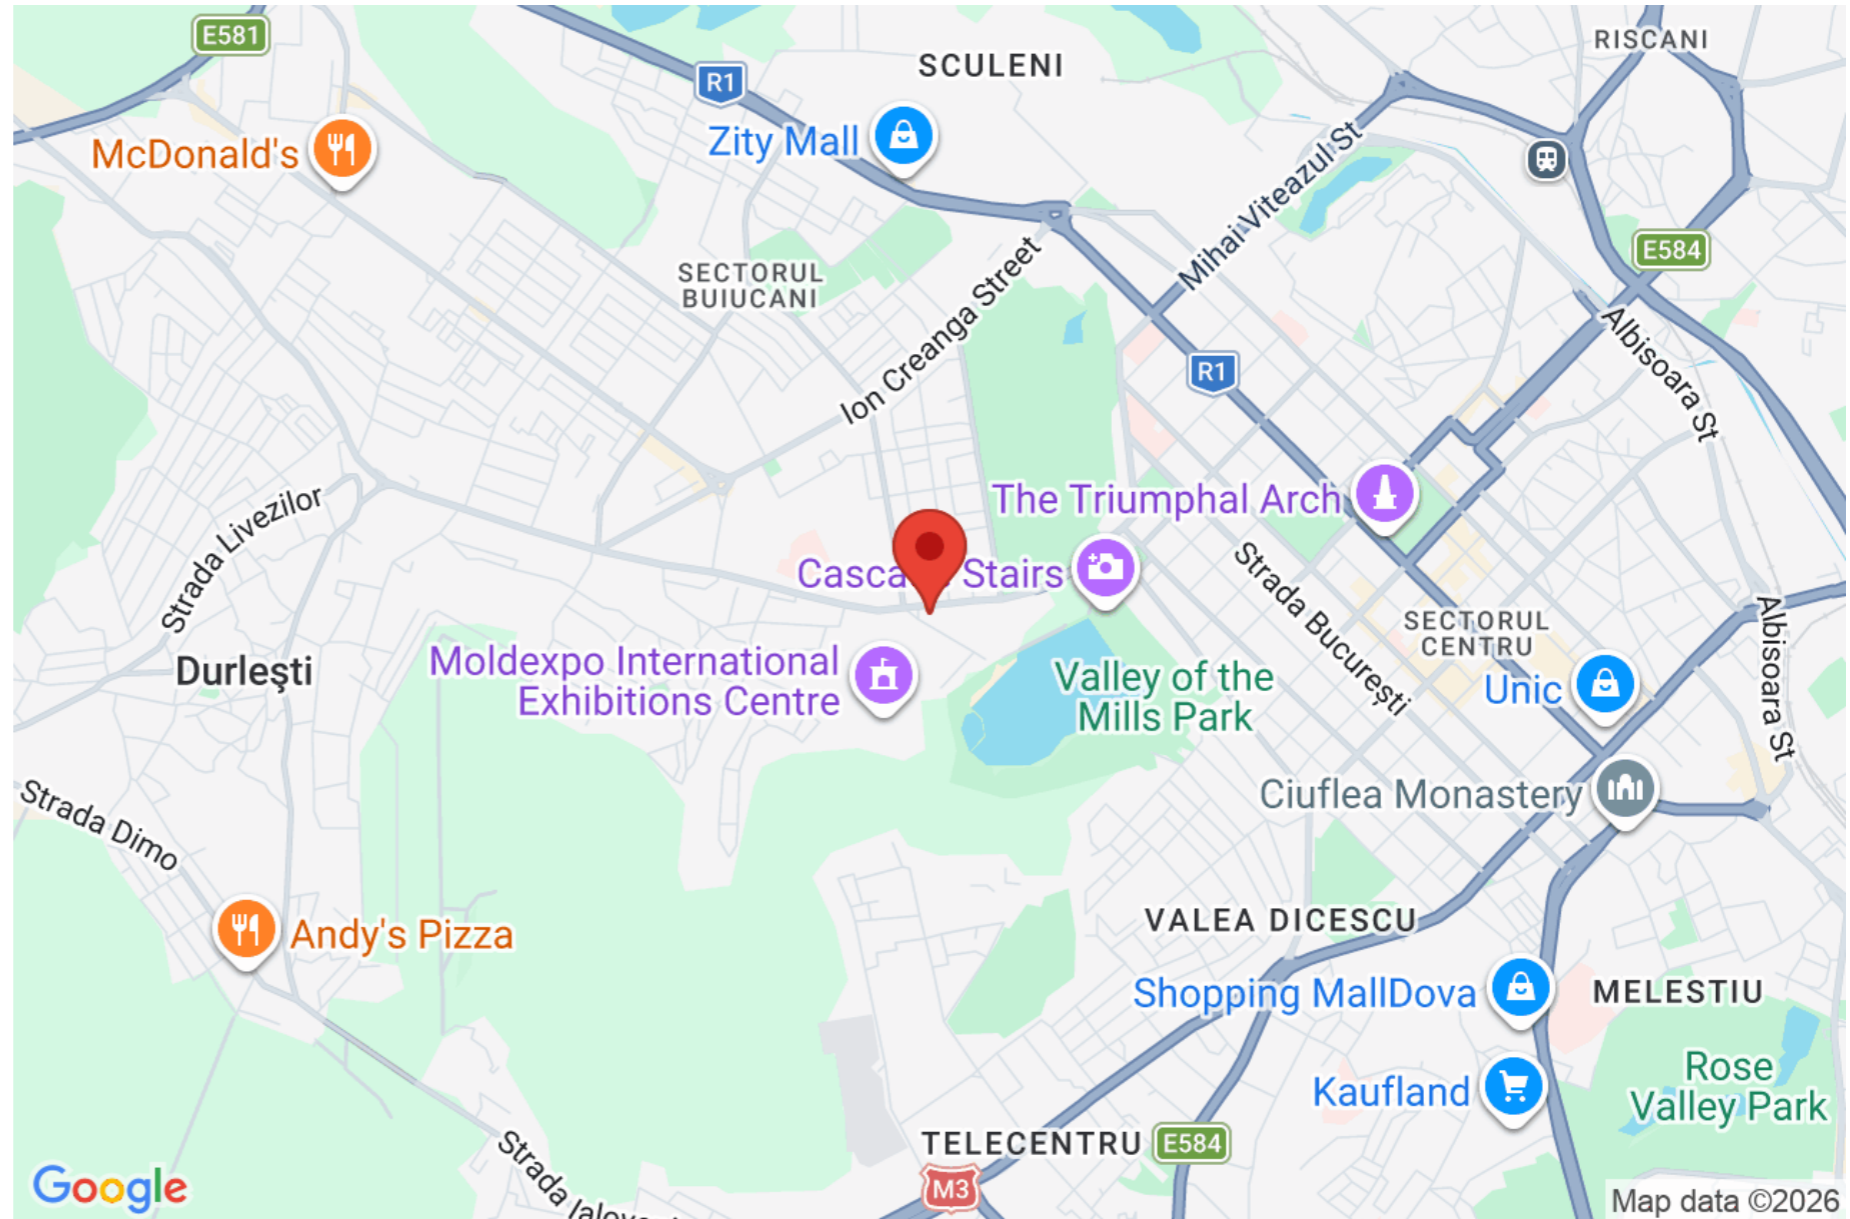 E581
R1
SCULENI
RISCANI
McDonald's
Zity Mall
Mihai Viteazul St
E584
SECTORUL
BUIUCANI
Ion Creanga Street
Albisoara St
R1
Strada Livezilor
The Triumphal Arch
Stairs
Strada București
SECTORUL
CENTRU
Albisoara St
Durlești
Moldexpo International
Exhibitions Centre
Valley of the
Mills Park
Unic
Strada Dimo
Ciuflea Monastery
Andy's Pizza
VALEA DICESCU
Shopping MallDova
MELESTIU
Rose
Valley Park
Kaufland
TELECENTRU
E584
M3
Strada
Google
Map data ©2026